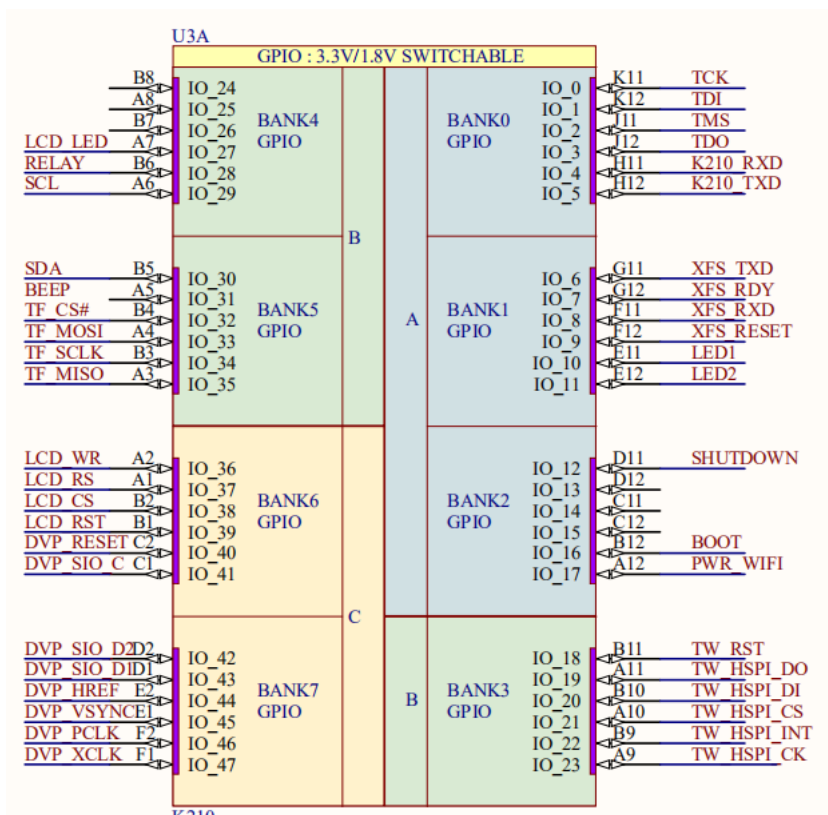 U3A
GPIO : 3.3V/1.8V SWITCHABLE
B8 IO_24
A8 IO_25
B7 IO_26
LCD_LED A7 IO_27
RELAY B6 IO_28
SCL A6 IO_29
BANK4
GPIO
BANK0
GPIO
IO_0 K11 TCK
IO_1 K12 TDI
IO_2 J11 TMS
IO_3 J12 TDO
IO_4 H11 K210_RXD
IO_5 H12 K210_TXD
B
SDA B5 IO_30
BEEP A5 IO_31
TF_CS# B4 IO_32
TF_MOSI A4 IO_33
TF_SCLK B3 IO_34
TF_MISO A3 IO_35
BANK5
GPIO
A
BANK1
GPIO
IO_6 G11 XFS_TXD
IO_7 G12 XFS_RDY
IO_8 F11 XFS_RXD
IO_9 F12 XFS_RESET
IO_10 E11 LED1
IO_11 E12 LED2
LCD_WR A2 IO_36
LCD_RS A1 IO_37
LCD_CS B2 IO_38
LCD_RST B1 IO_39
DVP_RESET C2 IO_40
DVP_SIO_C C1 IO_41
BANK6
GPIO
BANK2
GPIO
IO_12 D11 SHUTDOWN
IO_13 D12
IO_14 C11
IO_15 C12
IO_16 B12 BOOT
IO_17 A12 PWR_WIFI
C
DVP_SIO_D2 D2 IO_42
DVP_SIO_D1 D1 IO_43
DVP_HREF E2 IO_44
DVP_VSYNC E1 IO_45
DVP_PCLK F2 IO_46
DVP_XCLK F1 IO_47
BANK7
GPIO
B
BANK3
GPIO
IO_18 B11 TW_RST
IO_19 A11 TW_HSPI_DO
IO_20 B10 TW_HSPI_DI
IO_21 A10 TW_HSPI_CS
IO_22 B9 TW_HSPI_INT
IO_23 A9 TW_HSPI_CK
K210